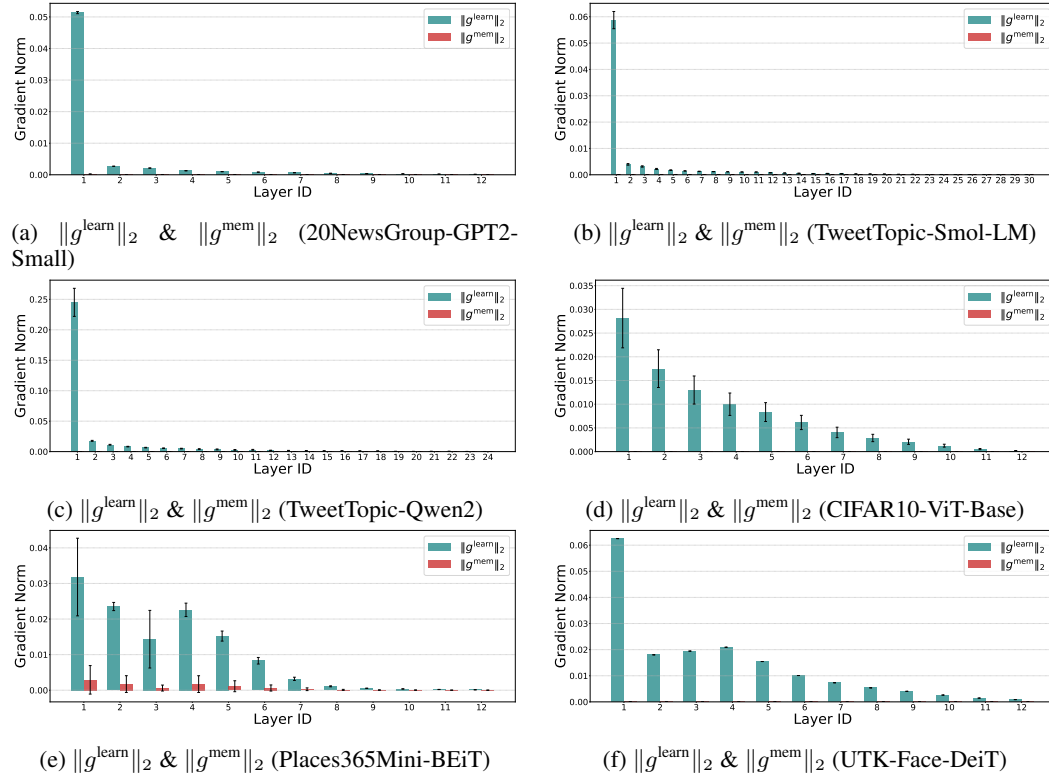 0.05
0.04
0.03
0.02
0.01
0.00
Gradient Norm
‖g^learn‖₂
‖g^mem‖₂
1 2 3 4 5 6 7 8 9 10 11 12
Layer ID
(a) ‖g^learn‖₂ & ‖g^mem‖₂ (20NewsGroup-GPT2-
Small)
0.06
0.05
0.04
0.03
0.02
0.01
0.00
Gradient Norm
‖g^learn‖₂
‖g^mem‖₂
1 2 3 4 5 6 7 8 9 10 11 12 13 14 15 16 17 18 19 20 21 22 23 24 25 26 27 28 29 30
Layer ID
(b) ‖g^learn‖₂ & ‖g^mem‖₂ (TweetTopic-Smol-LM)
0.25
0.20
0.15
0.10
0.05
0.00
Gradient Norm
‖g^learn‖₂
‖g^mem‖₂
1 2 3 4 5 6 7 8 9 10 11 12 13 14 15 16 17 18 19 20 21 22 23 24
Layer ID
(c) ‖g^learn‖₂ & ‖g^mem‖₂ (TweetTopic-Qwen2)
0.035
0.030
0.025
0.020
0.015
0.010
0.005
0.000
Gradient Norm
‖g^learn‖₂
‖g^mem‖₂
1 2 3 4 5 6 7 8 9 10 11 12
Layer ID
(d) ‖g^learn‖₂ & ‖g^mem‖₂ (CIFAR10-ViT-Base)
0.04
0.03
0.02
0.01
0.00
Gradient Norm
‖g^learn‖₂
‖g^mem‖₂
1 2 3 4 5 6 7 8 9 10 11 12
Layer ID
(e) ‖g^learn‖₂ & ‖g^mem‖₂ (Places365Mini-BEiT)
0.06
0.05
0.04
0.03
0.02
0.01
0.00
Gradient Norm
‖g^learn‖₂
‖g^mem‖₂
1 2 3 4 5 6 7 8 9 10 11 12
Layer ID
(f) ‖g^learn‖₂ & ‖g^mem‖₂ (UTK-Face-DeiT)